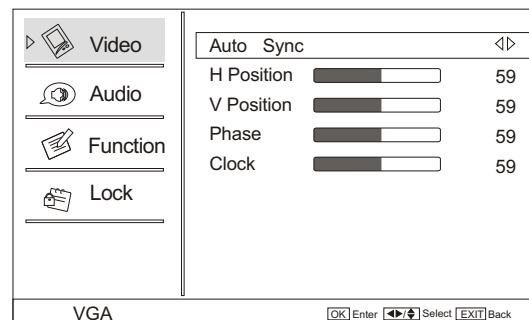 Video
Audio
Function
Lock
Auto Sync
H Position 59
V Position 59
Phase 59
Clock 59
VGA
OK Enter Select EXIT Back